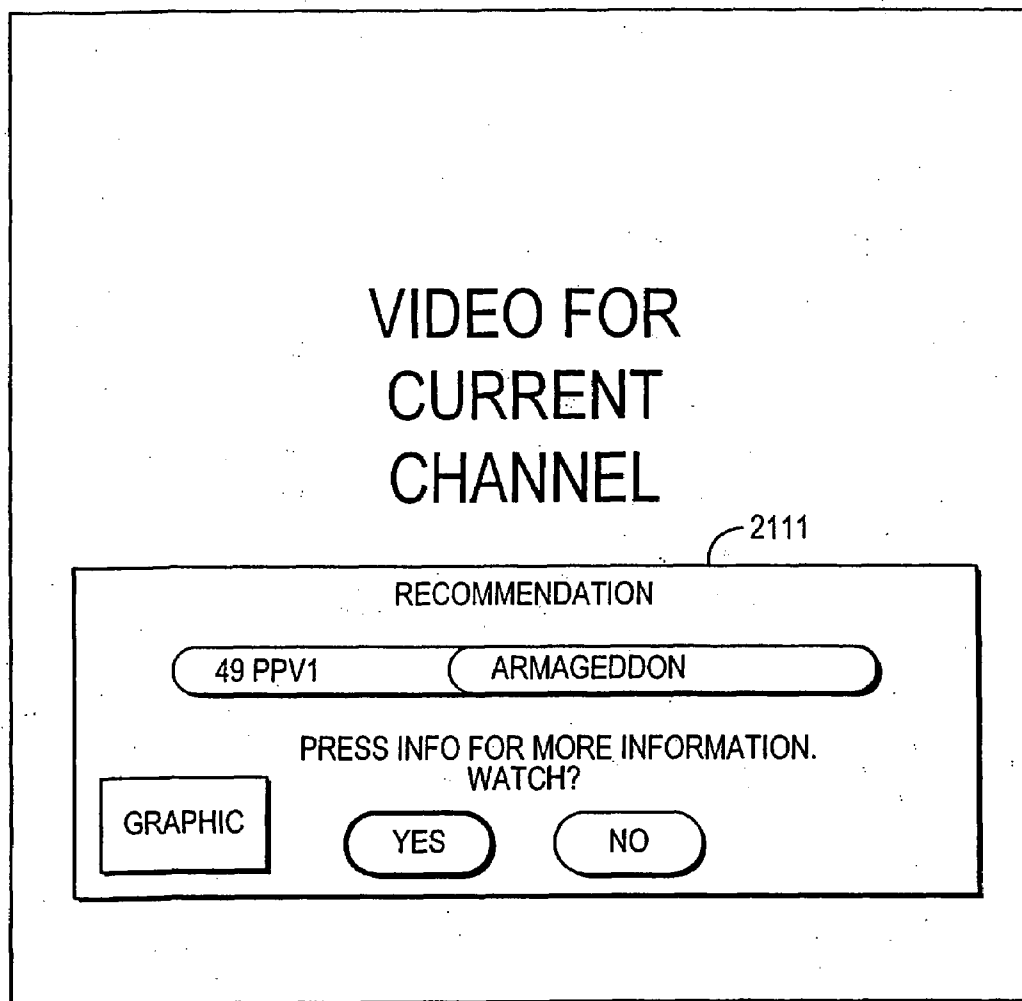 VIDEO FOR
CURRENT
CHANNEL
2111
RECOMMENDATION
49 PPV1 ARMAGEDDON
PRESS INFO FOR MORE INFORMATION.
WATCH?
GRAPHIC YES NO